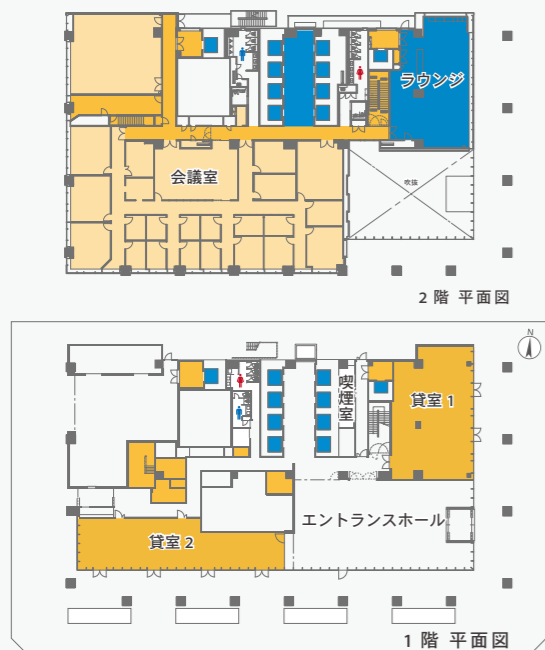 ラウンジ
会議室
吹抜
2階 平面図
N
喫煙室
貸室 1
エントランスホール
貸室 2
1階 平面図